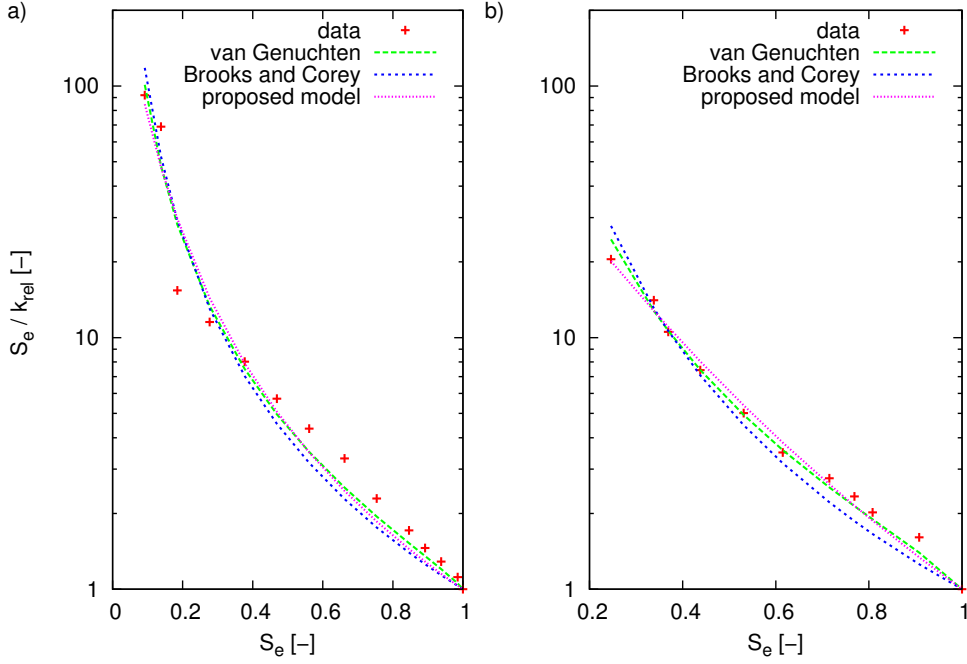 a)
data
van Genuchten
Brooks and Corey
proposed model
100
10
1
S_e / k_rel [–]
0 0.2 0.4 0.6 0.8 1
S_e [–]
b)
data
van Genuchten
Brooks and Corey
proposed model
100
10
1
0.2 0.4 0.6 0.8 1
S_e [–]